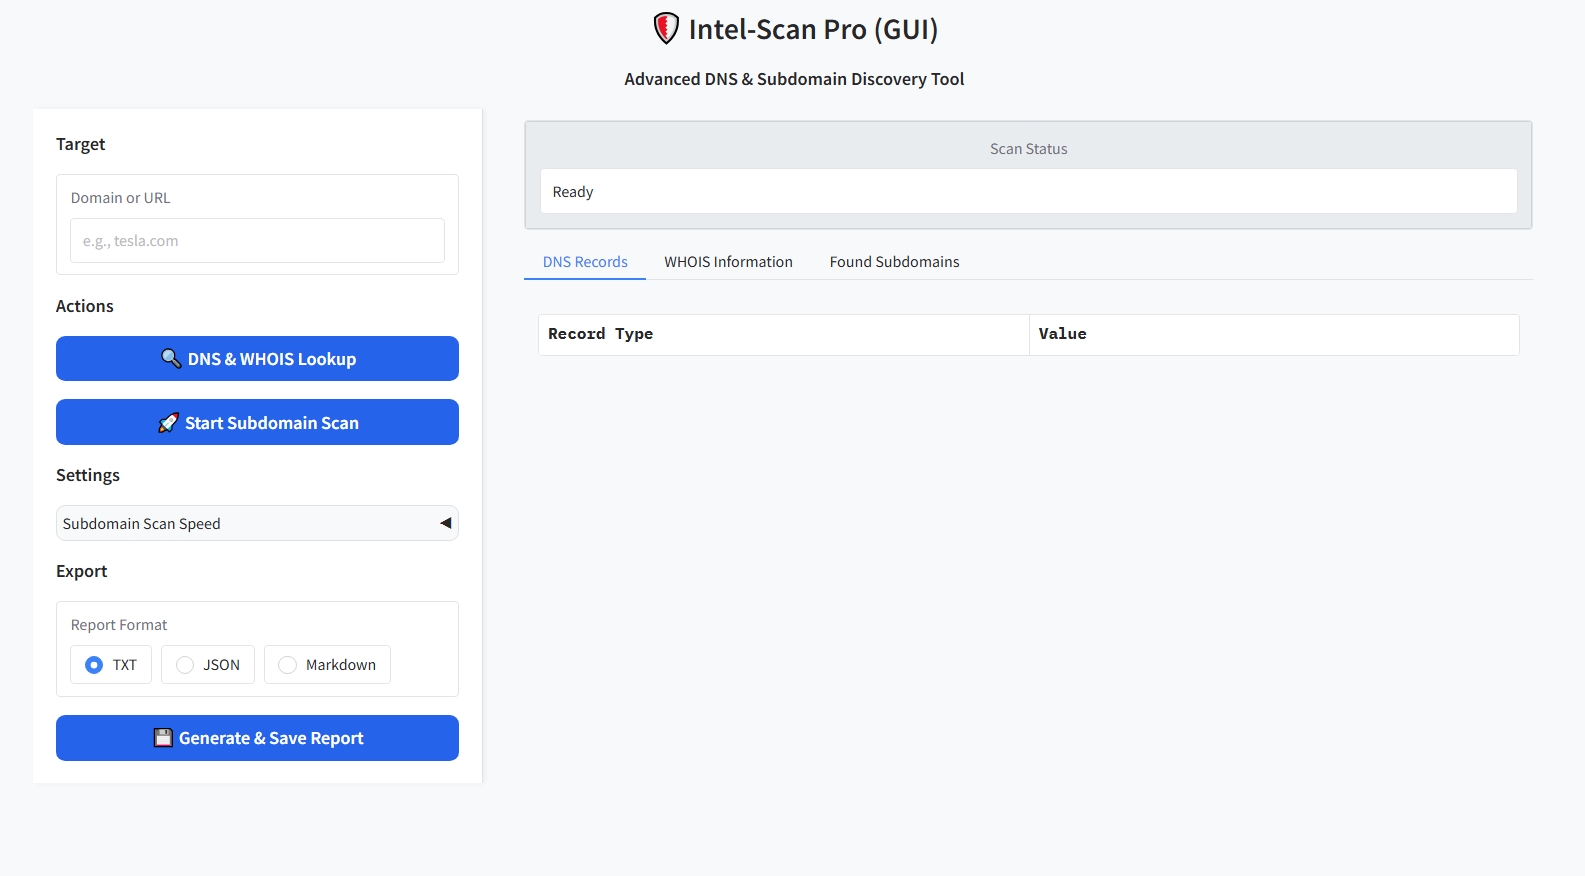 Intel-Scan Pro (GUI)
Advanced DNS & Subdomain Discovery Tool
Target
Domain or URL
e.g., tesla.com
Actions
DNS & WHOIS Lookup
Start Subdomain Scan
Settings
Subdomain Scan Speed
Export
Report Format
TXT
JSON
Markdown
Generate & Save Report
Scan Status
Ready
DNS Records
WHOIS Information
Found Subdomains
Record Type
Value